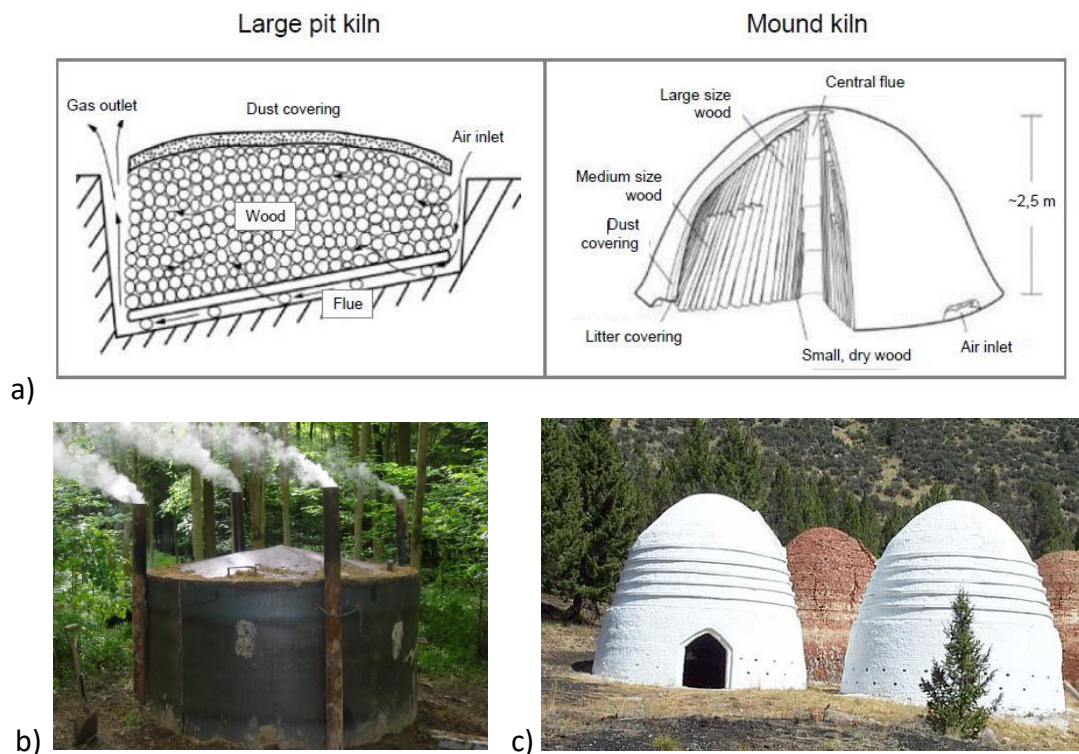 Large pit kiln
Mound kiln
Gas outlet
Dust covering
Air inlet
Wood
Flue
Central flue
Large size
wood
Medium size
wood
Dust
covering
Litter covering
Small, dry wood
Air inlet
~2,5 m
a)
b)
c)